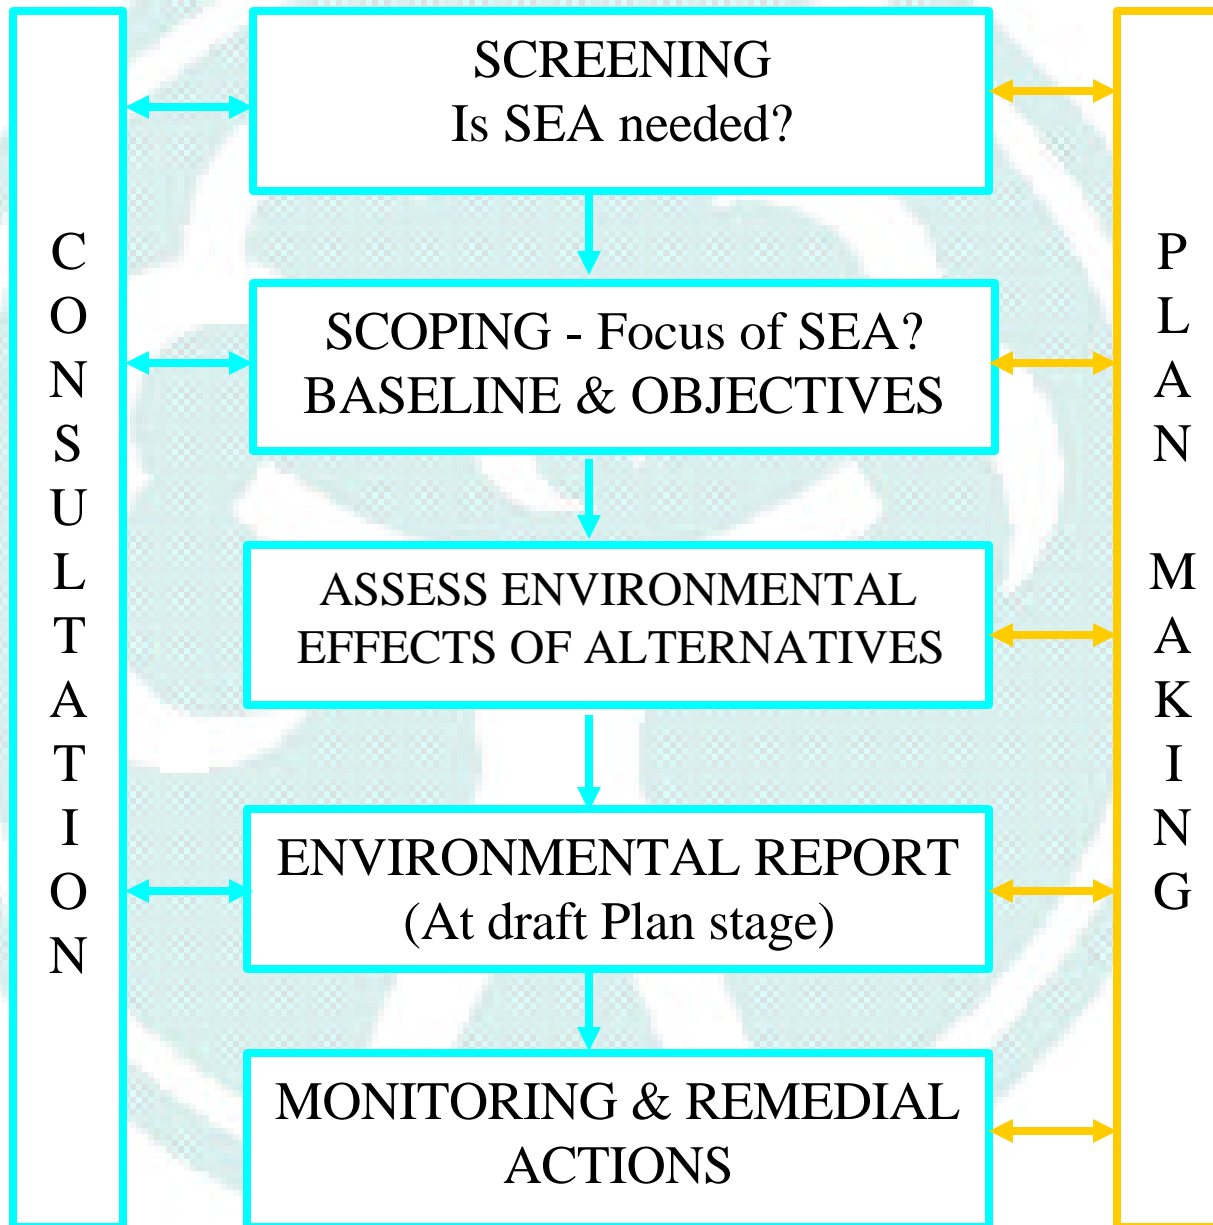 CONSULTATION
SCREENING
Is SEA needed?
SCOPING - Focus of SEA?
BASELINE & OBJECTIVES
ASSESS ENVIRONMENTAL
EFFECTS OF ALTERNATIVES
ENVIRONMENTAL REPORT
(At draft Plan stage)
MONITORING & REMEDIAL
ACTIONS
PLAN MAKING